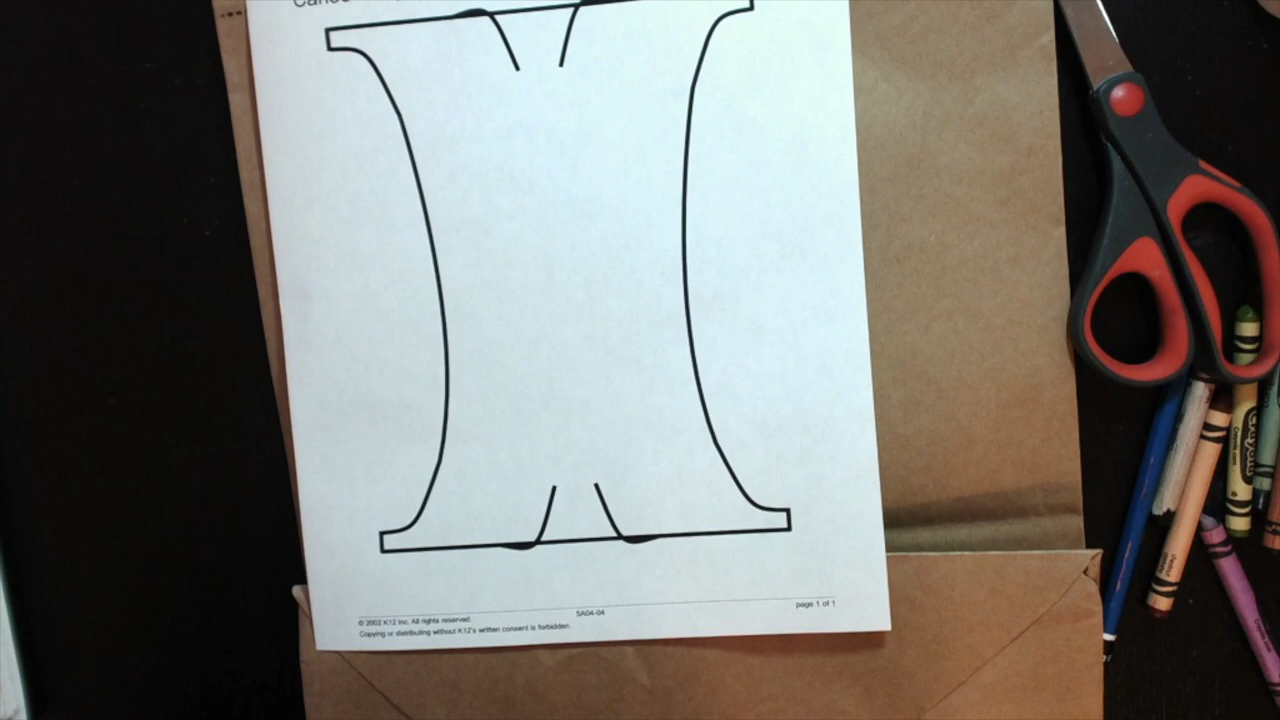 5A04-04
page 1 of 1
© 2002 K12 Inc. All rights reserved.
Copying or distributing without K12's written consent is forbidden.
Crayola